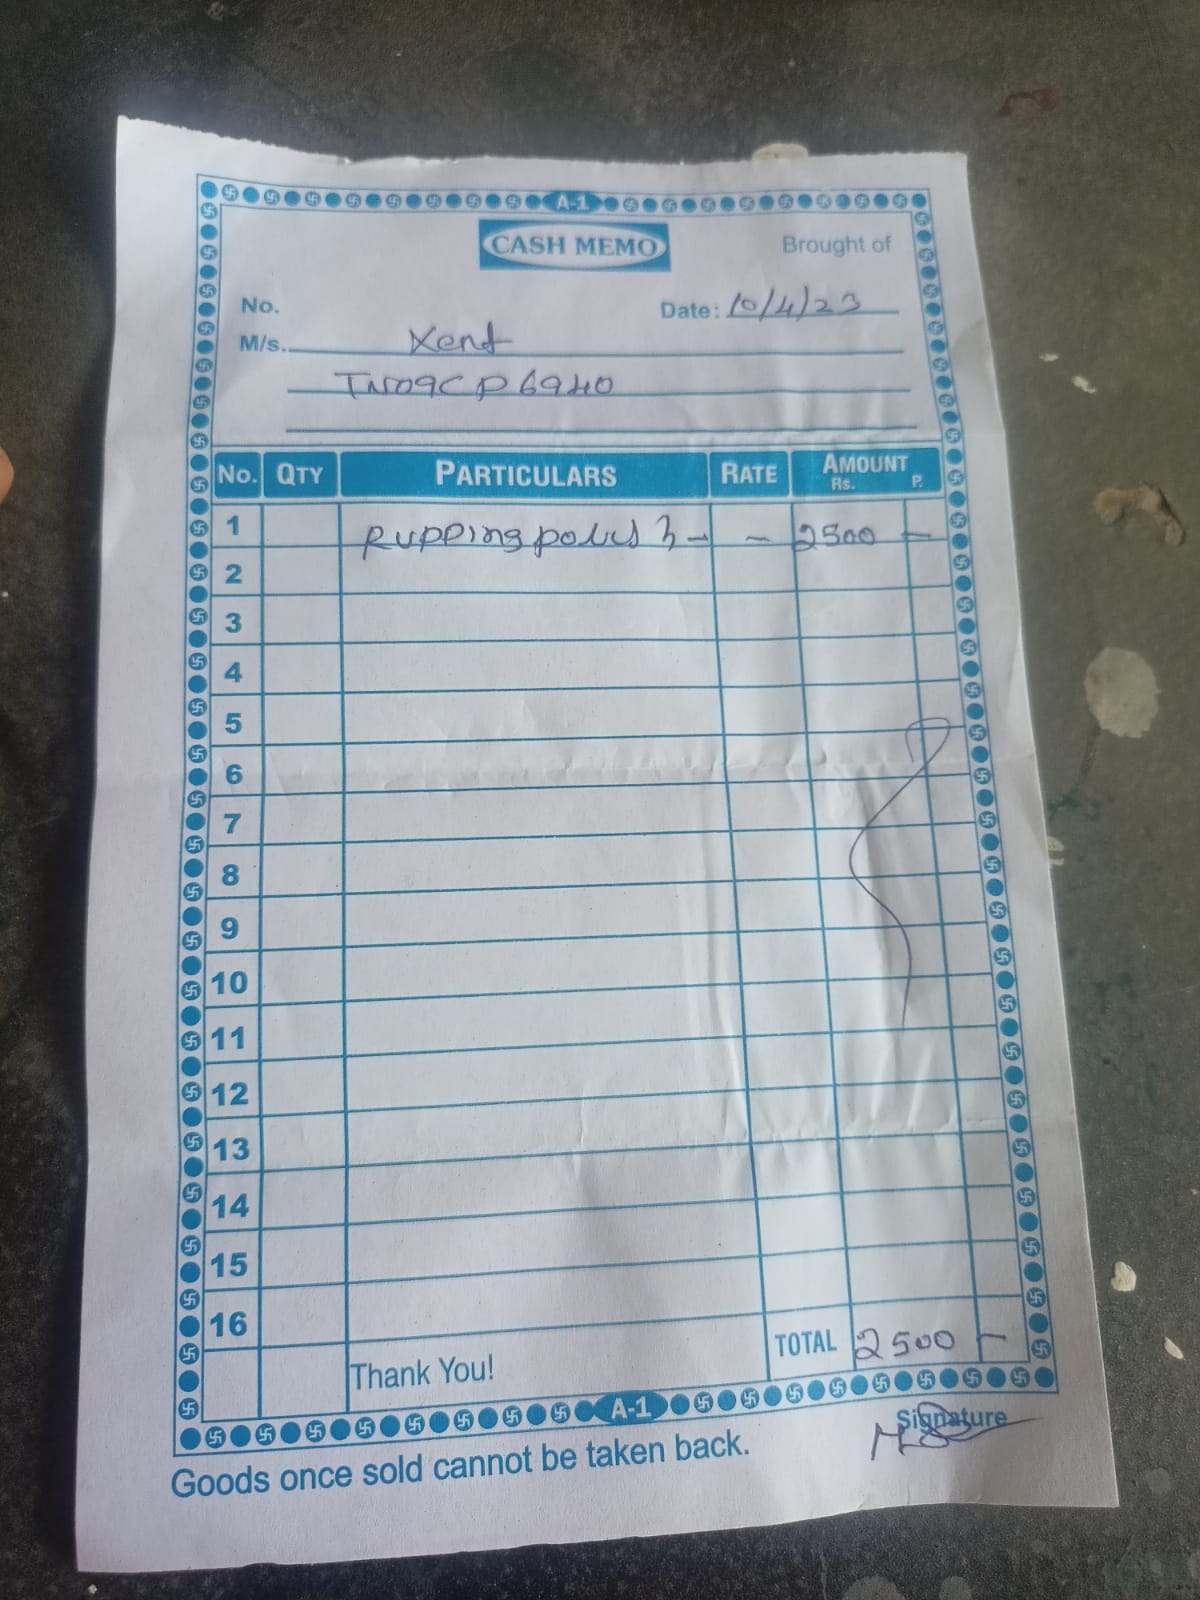 A-1
CASH MEMO
Brought of
No.
Date: 10/4/23
M/s. Xent
TN09CP6940
No. QTY PARTICULARS RATE AMOUNT
Rs. P.
1 Rupping - - 2500 -
2
3
4
5
6
7
8
9
10
11
12
13
14
15
16
Thank You! TOTAL 2500 -
A-1
Signature
Goods once sold cannot be taken back.